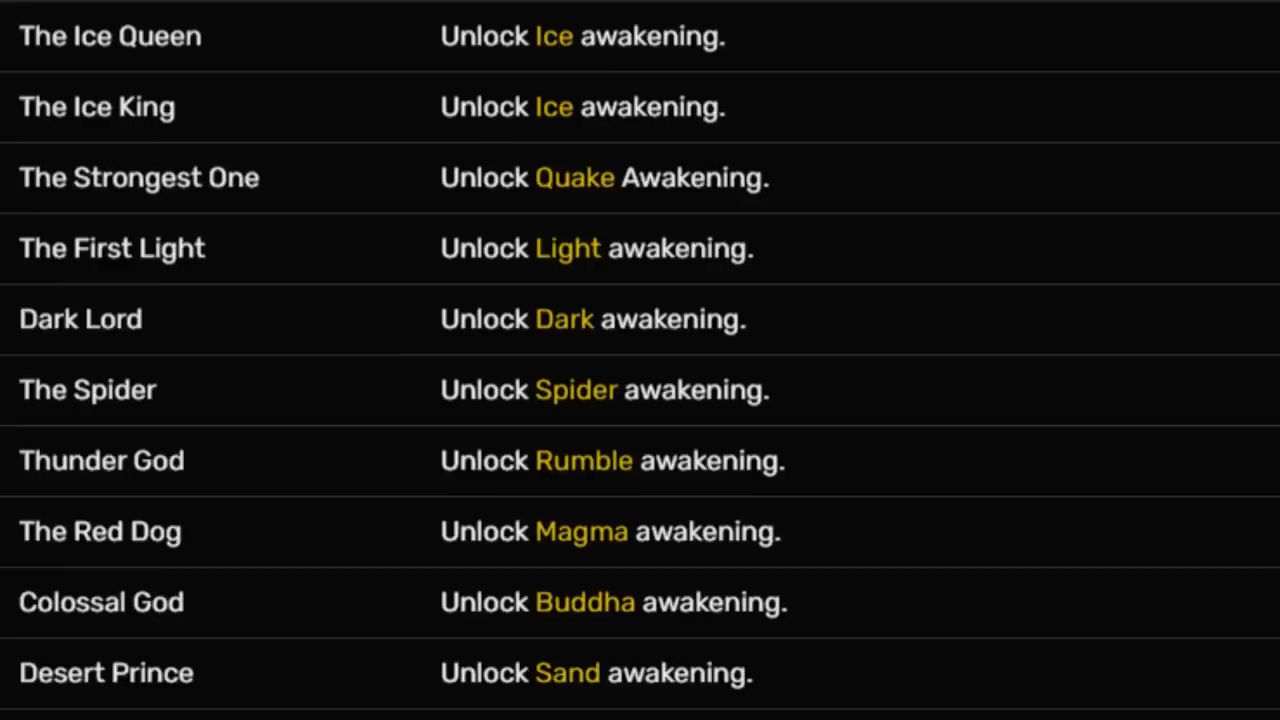 The Ice Queen Unlock Ice awakening.
The Ice King Unlock Ice awakening.
The Strongest One Unlock Quake Awakening.
The First Light Unlock Light awakening.
Dark Lord Unlock Dark awakening.
The Spider Unlock Spider awakening.
Thunder God Unlock Rumble awakening.
The Red Dog Unlock Magma awakening.
Colossal God Unlock Buddha awakening.
Desert Prince Unlock Sand awakening.